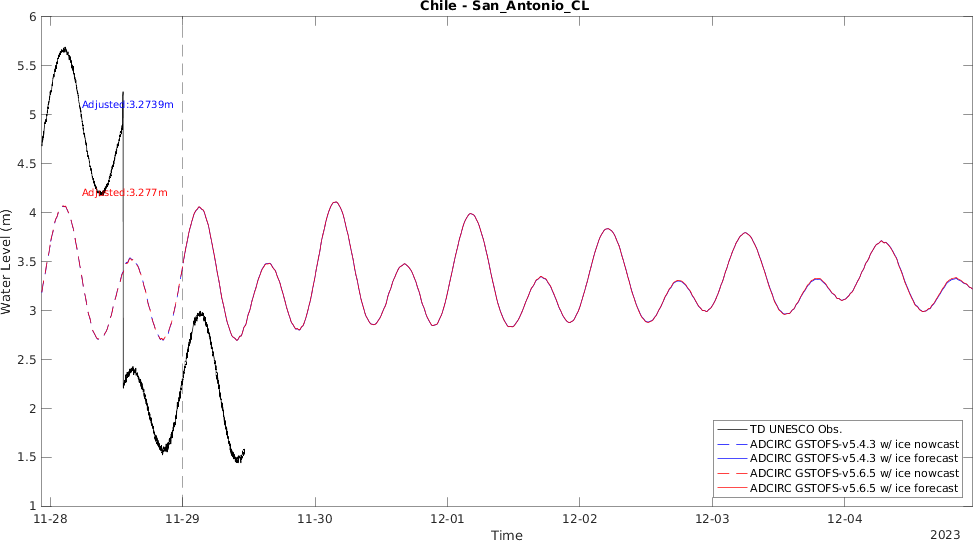 Chile - San_Antonio_CL
6
5.5
5
4.5
4
3.5
3
2.5
2
1.5
1
Water Level (m)
Adjusted:3.2739m
Adjusted:3.277m
TD UNESCO Obs.
ADCIRC GSTOFS-v5.4.3 w/ ice nowcast
ADCIRC GSTOFS-v5.4.3 w/ ice forecast
ADCIRC GSTOFS-v5.6.5 w/ ice nowcast
ADCIRC GSTOFS-v5.6.5 w/ ice forecast
11-28 11-29 11-30 12-01 12-02 12-03 12-04
Time
2023